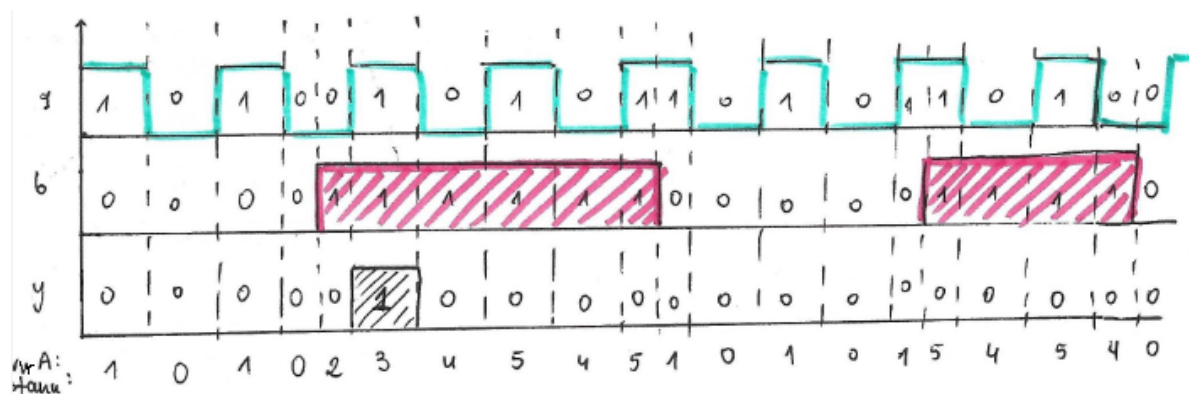 g 1 0 1 0 0 1 0 1 0 1 1 0 1 0 1 1 0 1 0 0
b 0 0 0 0 1 1 1 1 1 1 0 0 0 0 0 1 1 1 1 0
y 0 0 0 0 0 1 0 0 0 0 0 0 0 0 0 0 0 0 0 0
A: 1 0 1 0 2 3 4 5 4 5 1 0 1 0 1 5 4 5 4 0